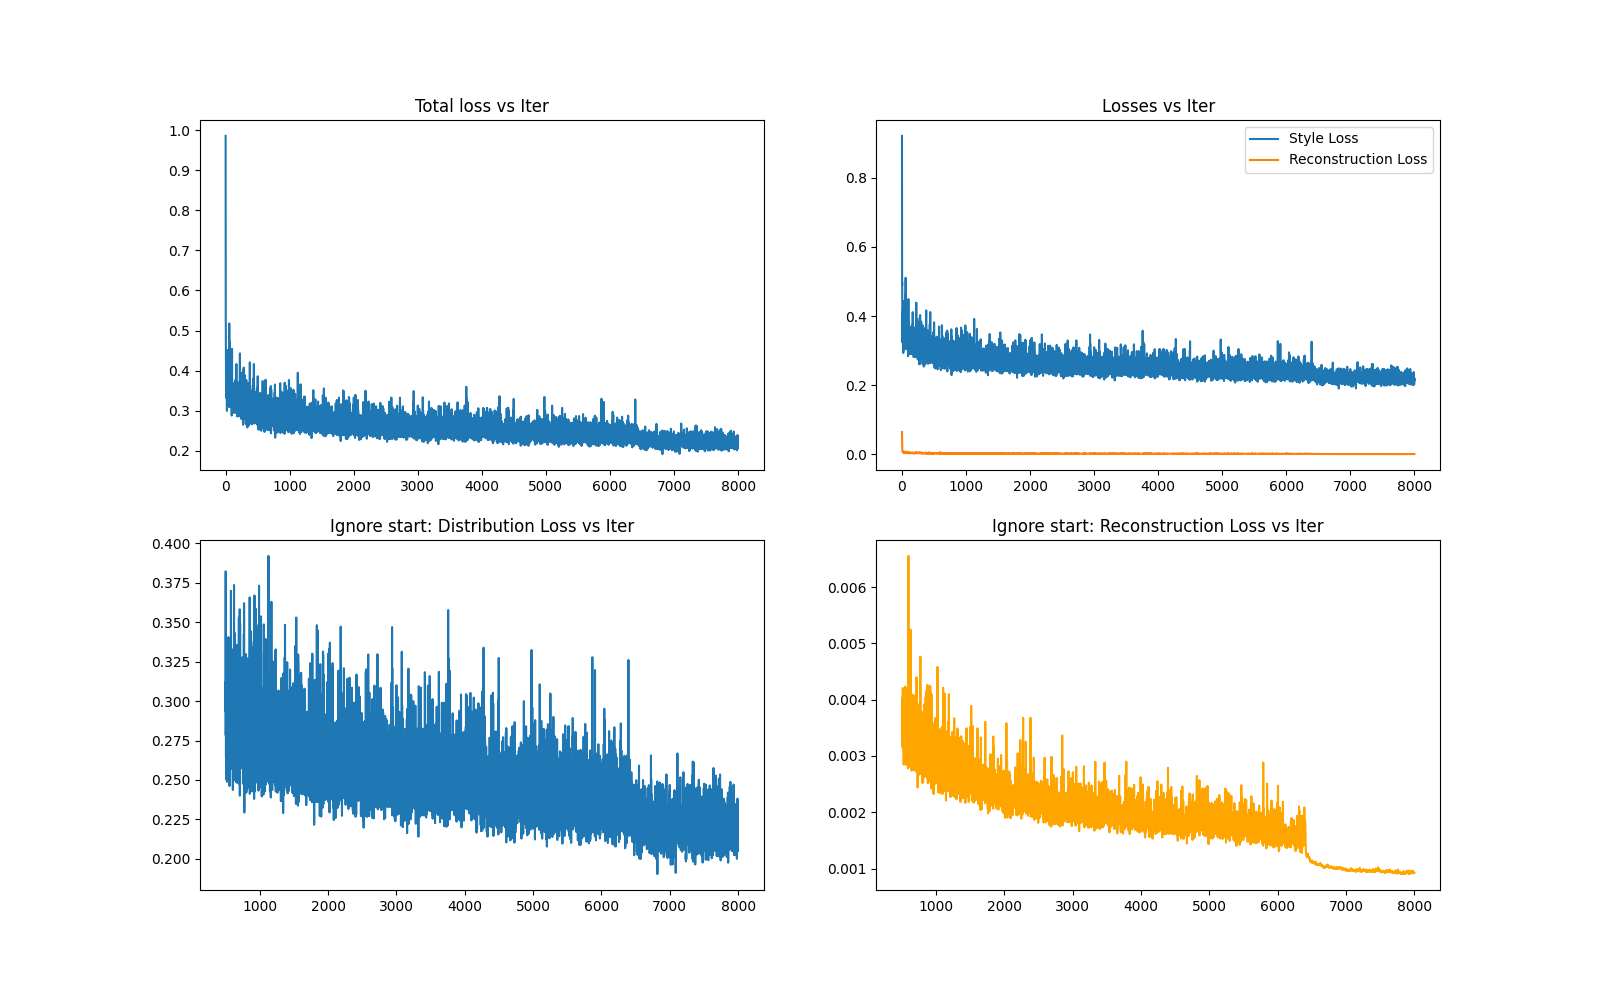 Total loss vs Iter
1.0
0.9
0.8
0.7
0.6
0.5
0.4
0.3
0.2
0 1000 2000 3000 4000 5000 6000 7000 8000
Losses vs Iter
Style Loss
Reconstruction Loss
0.8
0.6
0.4
0.2
0.0
0 1000 2000 3000 4000 5000 6000 7000 8000
Ignore start: Distribution Loss vs Iter
0.400
0.375
0.350
0.325
0.300
0.275
0.250
0.225
0.200
1000 2000 3000 4000 5000 6000 7000 8000
Ignore start: Reconstruction Loss vs Iter
0.006
0.005
0.004
0.003
0.002
0.001
1000 2000 3000 4000 5000 6000 7000 8000